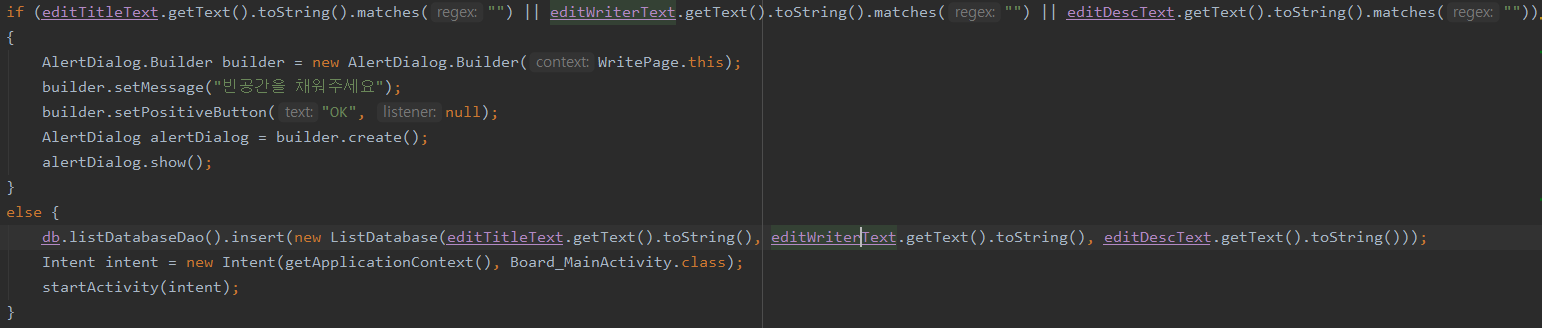 if (editTitleText.getText().toString().matches( regex: "") || editWriterText.getText().toString().matches( regex: "") || editDescText.getText().toString().matches( regex: ""))
{
AlertDialog.Builder builder = new AlertDialog.Builder( context: WritePage.this);
builder.setMessage("빈공간을 채워주세요");
builder.setPositiveButton( text: "OK", listener: null);
AlertDialog alertDialog = builder.create();
alertDialog.show();
}
else {
db.listDatabaseDao().insert(new ListDatabase(editTitleText.getText().toString(), editWriterText.getText().toString(), editDescText.getText().toString()));
Intent intent = new Intent(getApplicationContext(), Board_MainActivity.class);
startActivity(intent);
}